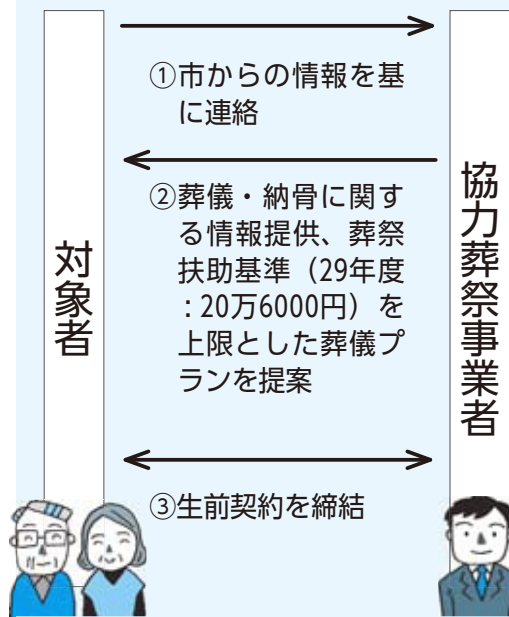 対象者
①市からの情報を基
に連絡
②葬儀・納骨に関す
る情報提供、葬祭
扶助基準（29年度
：20万6000円）を
上限とした葬儀プ
ランを提案
③生前契約を締結
協力葬祭事業者